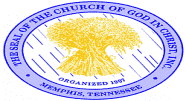 THE SEAL OF THE CHURCH OF GOD IN CHRIST, INC.
ORGANIZED 1907
MEMPHIS, TENNESSEE